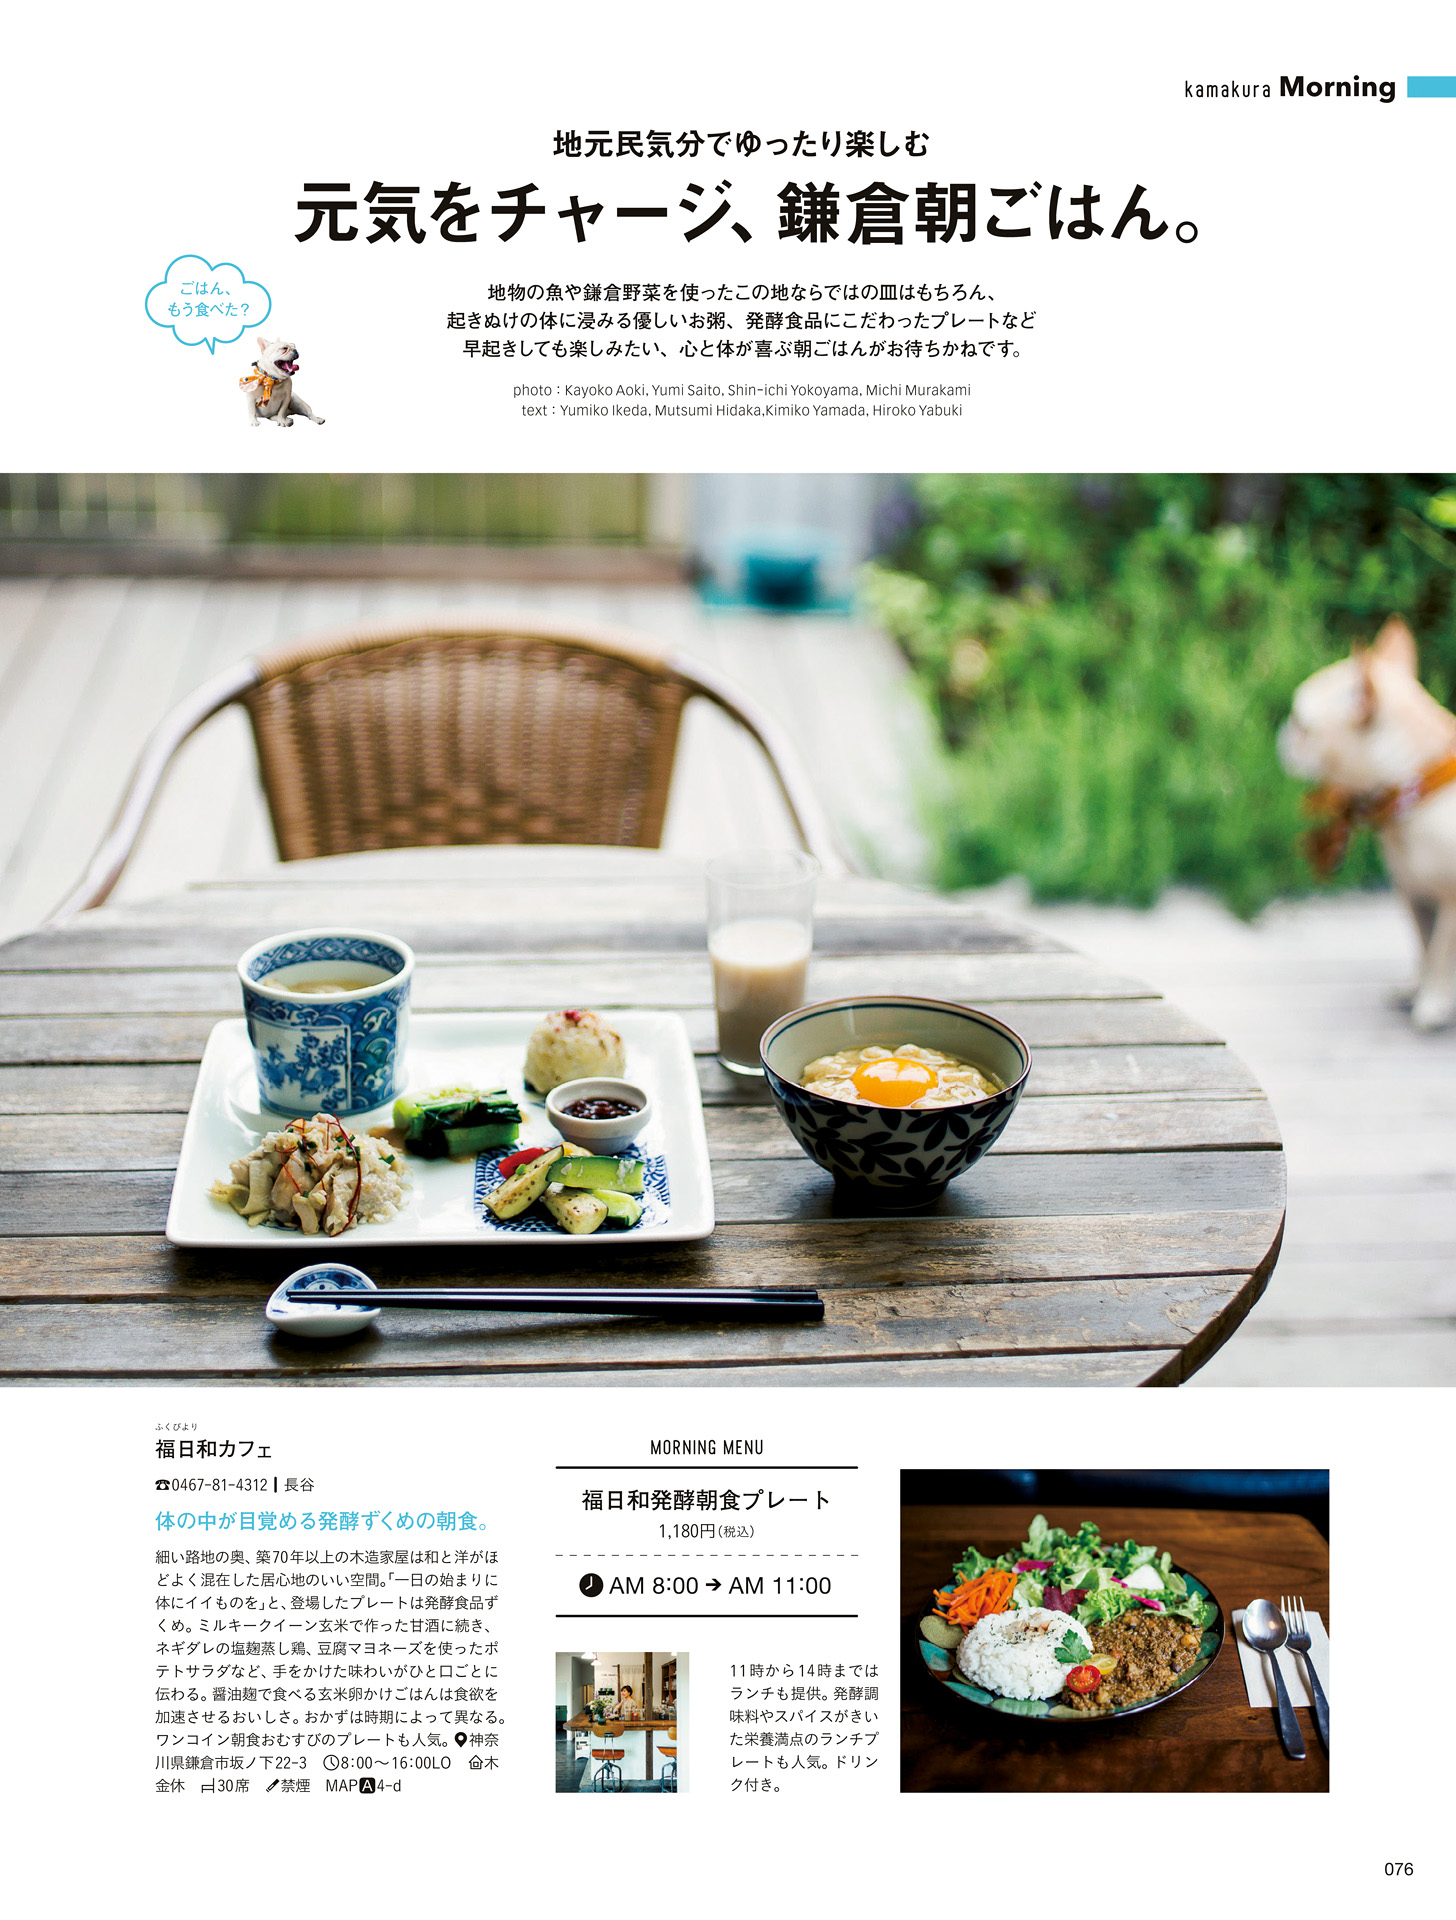 kamakura Morning
地元民気分でゆったり楽しむ
元気をチャージ、鎌倉朝ごはん。
ごはん、
もう食べた？
地物の魚や鎌倉野菜を使ったこの地ならではの皿はもちろん、
起きぬけの体に浸みる優しいお粥、発酵食品にこだわったプレートなど
早起きしても楽しみたい、心と体が喜ぶ朝ごはんがお待ちかねです。
photo : Kayoko Aoki, Yumi Saito, Shin-ichi Yokoyama, Michi Murakami
text : Yumiko Ikeda, Mutsumi Hidaka,Kimiko Yamada, Hiroko Yabuki
ふくびより
福日和カフェ
☎0467-81-4312┃長谷
体の中が目覚める発酵ずくめの朝食。
細い路地の奥、築70年以上の木造家屋は和と洋がほ
どよく混在した居心地のいい空間。「一日の始まりに
体にイイものを」と、登場したプレートは発酵食品ず
くめ。ミルキークイーン玄米で作った甘酒に続き、
ネギダレの塩麹蒸し鶏、豆腐マヨネーズを使ったポ
テトサラダなど、手をかけた味わいがひと口ごとに
伝わる。醤油麹で食べる玄米卵かけごはんは食欲を
加速させるおいしさ。おかずは時期によって異なる。
ワンコイン朝食おむすびのプレートも人気。神奈
川県鎌倉市坂ノ下22-3 8:00〜16:00LO 木
金休 30席 禁煙 MAPA4-d
MORNING MENU
福日和発酵朝食プレート
1,180円（税込）
AM 8:00 → AM 11:00
11時から14時までは
ランチも提供。発酵調
味料やスパイスがきい
た栄養満点のランチプ
レートも人気。ドリン
ク付き。
076